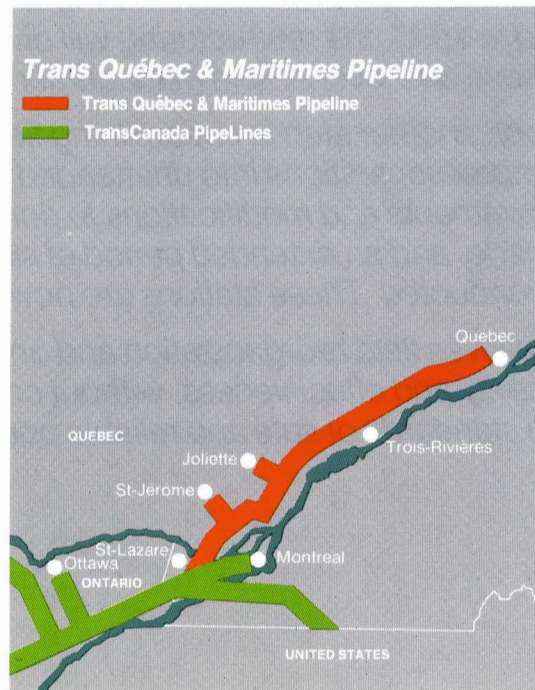 Trans Québec & Maritimes Pipeline
Trans Québec & Maritimes Pipeline
TransCanada PipeLines
Quebec
QUEBEC
Trois-Rivières
Joliette
St-Jerome
St-Lazare
Montreal
Ottawa
ONTARIO
UNITED STATES